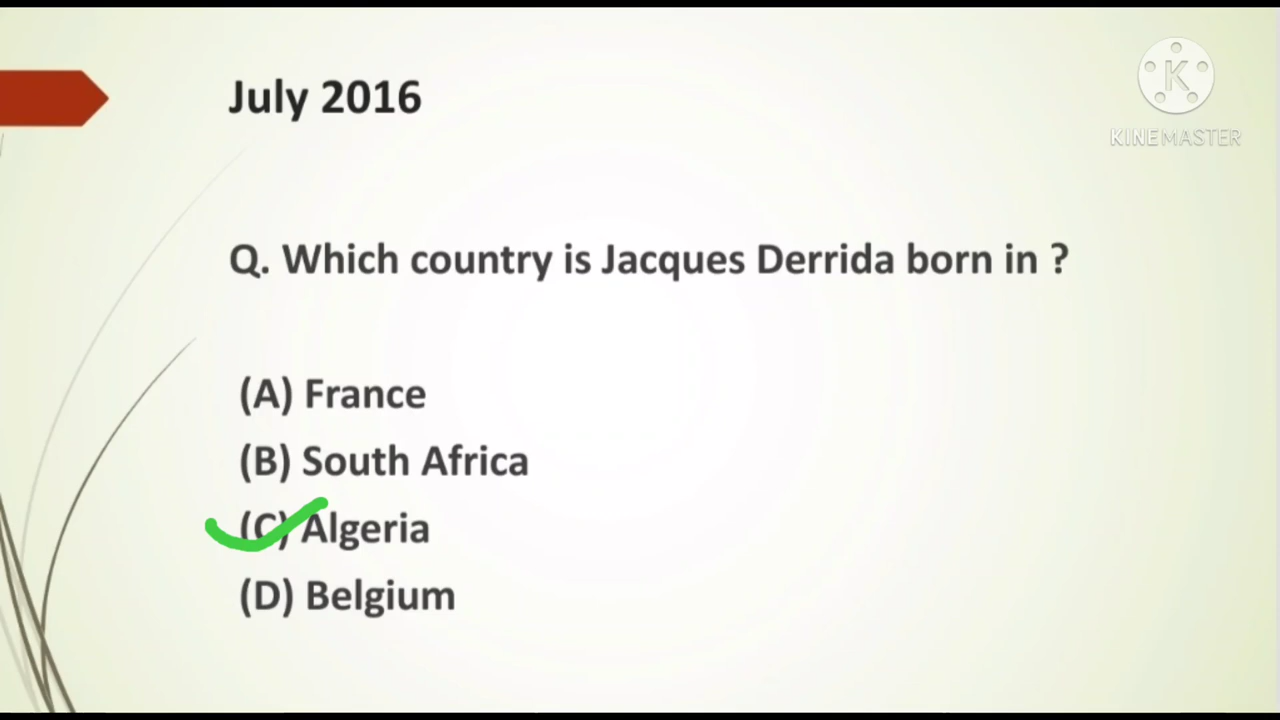 July 2016
K
KINEMASTER
Q. Which country is Jacques Derrida born in ?
(A) France
(B) South Africa
(C) Algeria
(D) Belgium